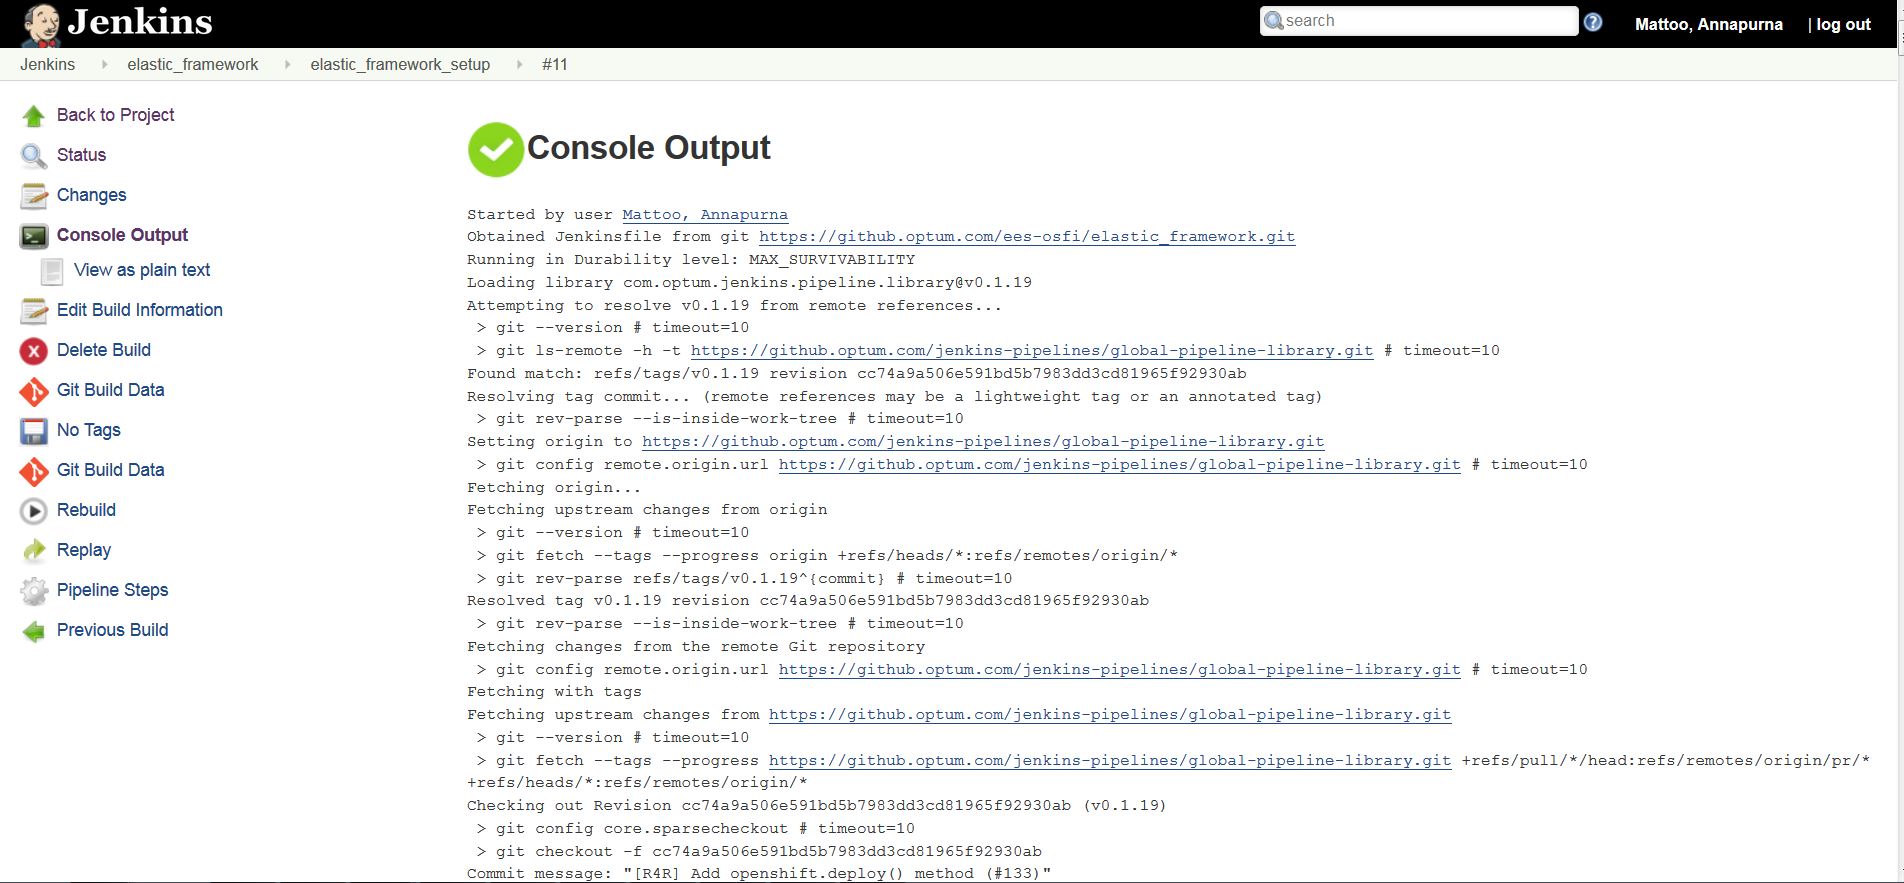 Jenkins
search
Mattoo, Annapurna
| log out
Jenkins elastic_framework elastic_framework_setup #11
Back to Project
Status
Changes
Console Output
View as plain text
Edit Build Information
Delete Build
Git Build Data
No Tags
Git Build Data
Rebuild
Replay
Pipeline Steps
Previous Build
Console Output
Started by user Mattoo, Annapurna
Obtained Jenkinsfile from git https://github.optum.com/ees-osfi/elastic_framework.git
Running in Durability level: MAX_SURVIVABILITY
Loading library com.optum.jenkins.pipeline.library@v0.1.19
Attempting to resolve v0.1.19 from remote references...
> git --version # timeout=10
> git ls-remote -h -t https://github.optum.com/jenkins-pipelines/global-pipeline-library.git # timeout=10
Found match: refs/tags/v0.1.19 revision cc74a9a506e591bd5b7983dd3cd81965f92930ab
Resolving tag commit... (remote references may be a lightweight tag or an annotated tag)
> git rev-parse --is-inside-work-tree # timeout=10
Setting origin to https://github.optum.com/jenkins-pipelines/global-pipeline-library.git
> git config remote.origin.url https://github.optum.com/jenkins-pipelines/global-pipeline-library.git # timeout=10
Fetching origin...
Fetching upstream changes from origin
> git --version # timeout=10
> git fetch --tags --progress origin +refs/heads/*:refs/remotes/origin/*
> git rev-parse refs/tags/v0.1.19^{commit} # timeout=10
Resolved tag v0.1.19 revision cc74a9a506e591bd5b7983dd3cd81965f92930ab
> git rev-parse --is-inside-work-tree # timeout=10
Fetching changes from the remote Git repository
> git config remote.origin.url https://github.optum.com/jenkins-pipelines/global-pipeline-library.git # timeout=10
Fetching with tags
Fetching upstream changes from https://github.optum.com/jenkins-pipelines/global-pipeline-library.git
> git --version # timeout=10
> git fetch --tags --progress https://github.optum.com/jenkins-pipelines/global-pipeline-library.git +refs/pull/*/head:refs/remotes/origin/pr/*
+refs/heads/*:refs/remotes/origin/*
Checking out Revision cc74a9a506e591bd5b7983dd3cd81965f92930ab (v0.1.19)
> git config core.sparsecheckout # timeout=10
> git checkout -f cc74a9a506e591bd5b7983dd3cd81965f92930ab
Commit message: "[R4R] Add openshift.deploy() method (#133)"